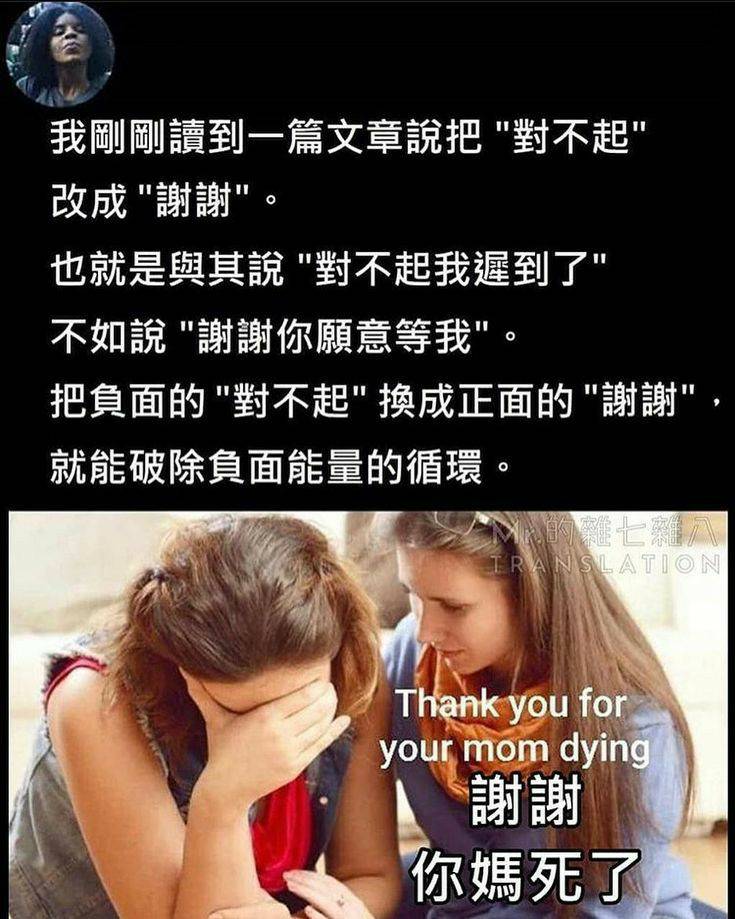 我剛剛讀到一篇文章說把 "對不起"
改成 "謝謝"。
也就是與其說 "對不起我遲到了"
不如說 "謝謝你願意等我"。
把負面的 "對不起" 換成正面的 "謝謝"，
就能破除負面能量的循環。
Mr.的雜七雜八
TRANSLATION
Thank you for
your mom dying
謝謝
你媽死了